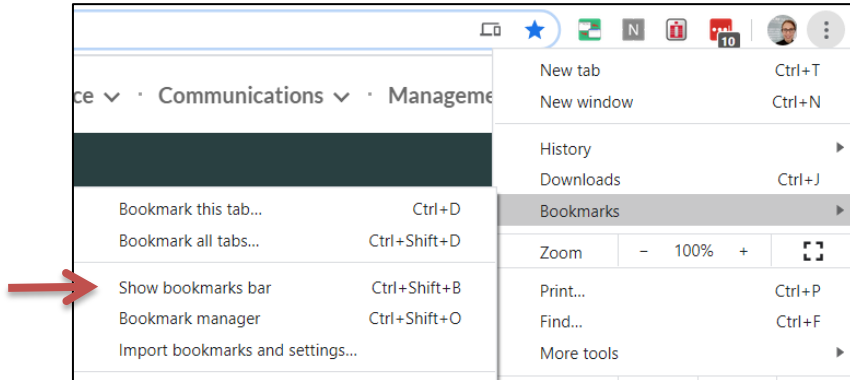 N
10
ce · Communications · Manageme
New tab Ctrl+T
New window Ctrl+N
History
Downloads Ctrl+J
Bookmarks
Zoom - 100% +
Print... Ctrl+P
Find... Ctrl+F
More tools
Bookmark this tab... Ctrl+D
Bookmark all tabs... Ctrl+Shift+D
Show bookmarks bar Ctrl+Shift+B
Bookmark manager Ctrl+Shift+O
Import bookmarks and settings...